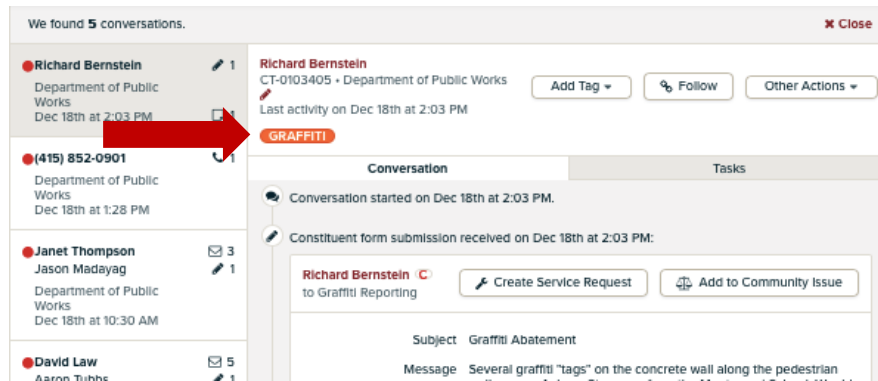 We found 5 conversations.
✖ Close
Richard Bernstein 1
Department of Public
Works
Dec 18th at 2:03 PM 1
(415) 852-0901 1
Department of Public
Works
Dec 18th at 1:28 PM
Janet Thompson 3
Jason Madayag 1
Department of Public
Works
Dec 18th at 10:30 AM
David Law 5
Aaron Tubbs 1
Richard Bernstein
CT-0103405 • Department of Public Works
Last activity on Dec 18th at 2:03 PM
Add Tag
Follow
Other Actions
GRAFFITI
Conversation
Tasks
Conversation started on Dec 18th at 2:03 PM.
Constituent form submission received on Dec 18th at 2:03 PM:
Richard Bernstein C
to Graffiti Reporting
Create Service Request
Add to Community Issue
Subject Graffiti Abatement
Message Several graffiti "tags" on the concrete wall along the pedestrian